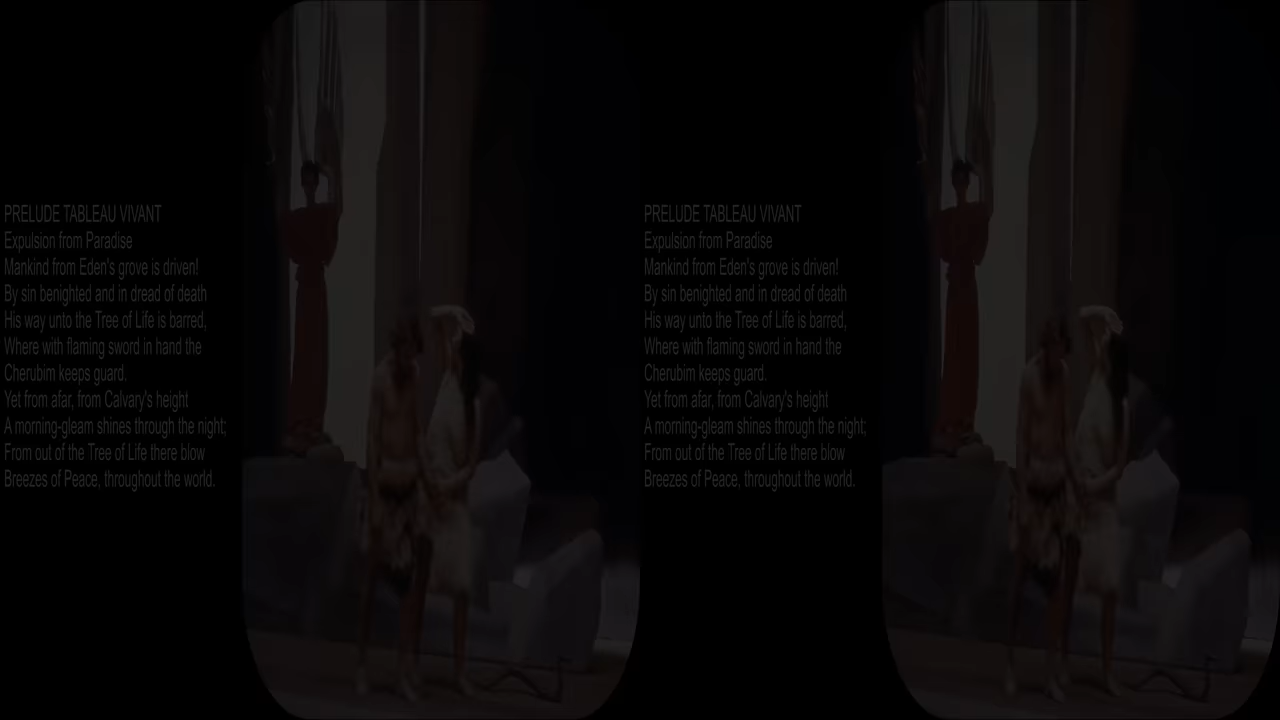 PRELUDE TABLEAU VIVANT
Expulsion from Paradise
Mankind from Eden's grove is driven!
By sin benighted and in dread of death
His way unto the Tree of Life is barred,
Where with flaming sword in hand the
Cherubim keeps guard.
Yet from afar, from Calvary's height
A morning-gleam shines through the night;
From out of the Tree of Life there blow
Breezes of Peace, throughout the world.
PRELUDE TABLEAU VIVANT
Expulsion from Paradise
Mankind from Eden's grove is driven!
By sin benighted and in dread of death
His way unto the Tree of Life is barred,
Where with flaming sword in hand the
Cherubim keeps guard.
Yet from afar, from Calvary's height
A morning-gleam shines through the night;
From out of the Tree of Life there blow
Breezes of Peace, throughout the world.